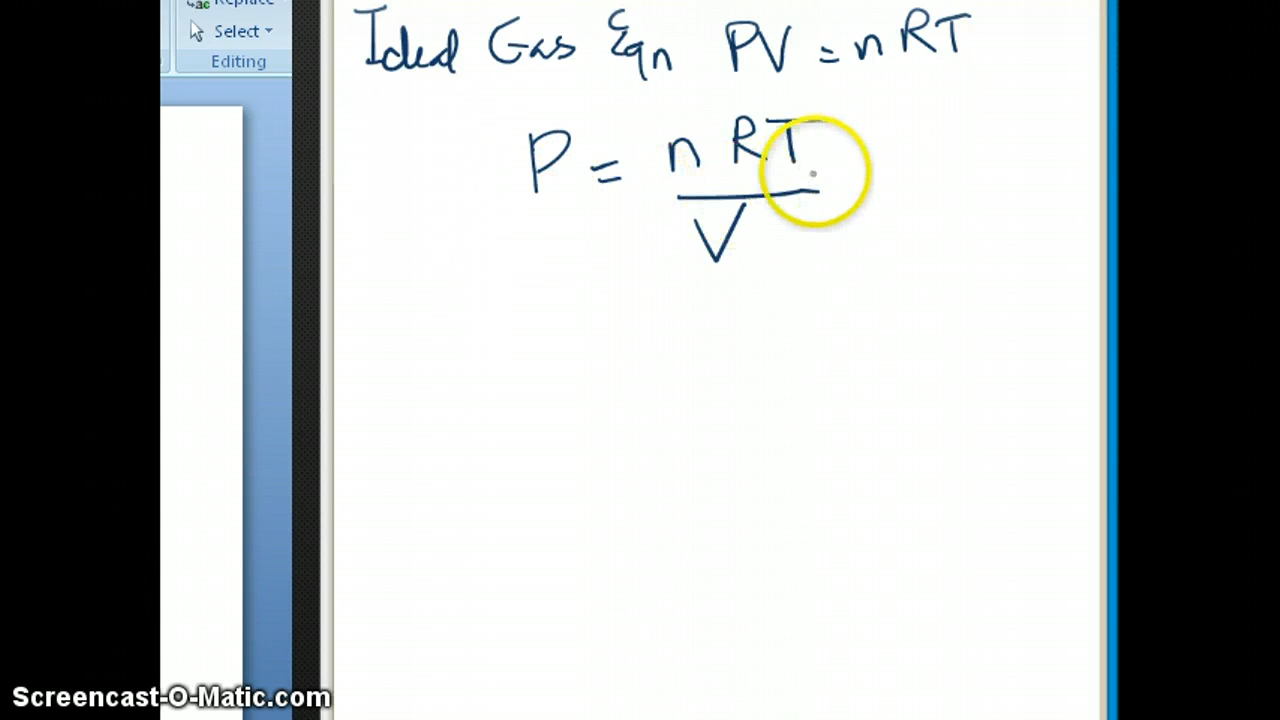 Replace
Select
Editing
Ideal Gas Eqn PV = nRT
P = nRT
V
Screencast-O-Matic.com